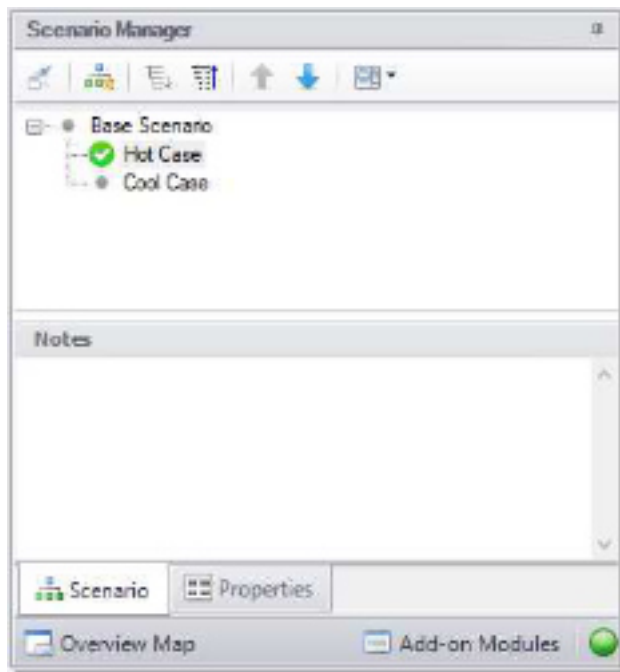 Scenario Manager
Base Scenario
Hot Case
Cool Case
Notes
Scenario Properties
Overview Map Add-on Modules